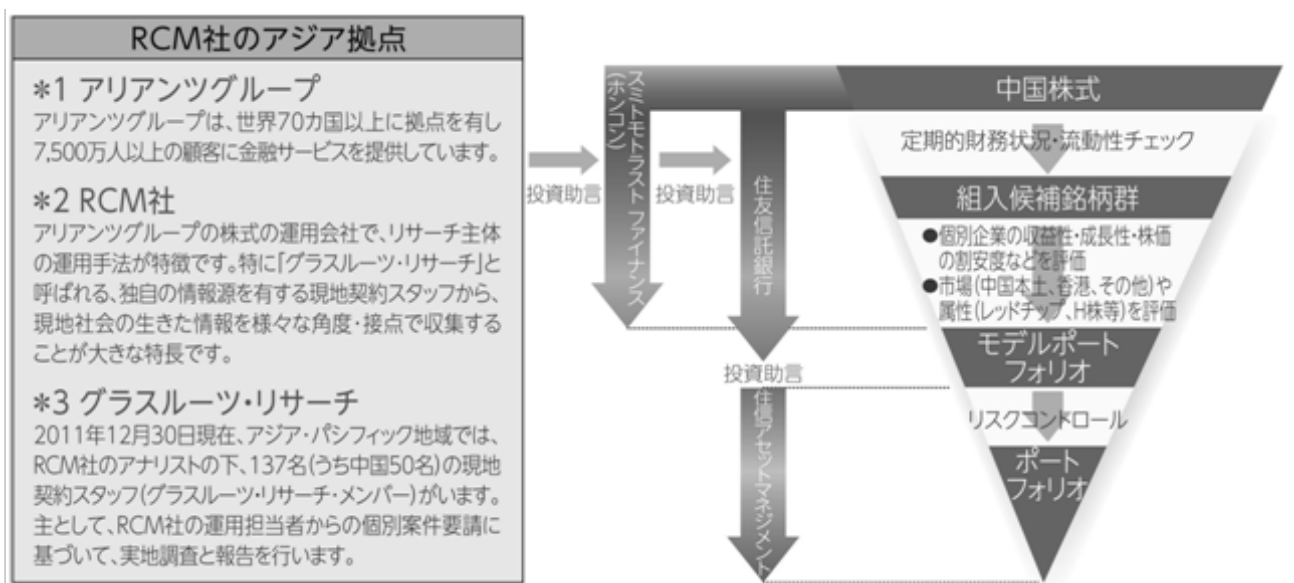 RCM社のアジア拠点
*1 アリアンツグループ
アリアンツグループは、世界70カ国以上に拠点を有し
7,500万人以上の顧客に金融サービスを提供しています。
*2 RCM社
アリアンツグループの株式の運用会社で、リサーチ主体
の運用手法が特徴です。特に「グラスルーツ・リサーチ」と
呼ばれる、独自の情報源を有する現地契約スタッフから、
現地社会の生きた情報を様々な角度・接点で収集する
ことが大きな特長です。
*3 グラスルーツ・リサーチ
2011年12月30日現在、アジア・パシフィック地域では、
RCM社のアナリストの下、137名(うち中国50名)の現地
契約スタッフ(グラスルーツ・リサーチ・メンバー)がいます。
主として、RCM社の運用担当者からの個別案件要請に
基づいて、実地調査と報告を行います。
投資助言
スミトモトラスト ファイナンス
(ホンコン)
投資助言
住友信託銀行
投資助言
住信アセットマネジメント
中国株式
定期的財務状況・流動性チェック
組入候補銘柄群
●個別企業の収益性・成長性・株価
の割安度などを評価
●市場(中国本土、香港、その他)や
属性(レッドチップ、H株等)を評価
モデルポート
フォリオ
リスクコントロール
ポート
フォリオ